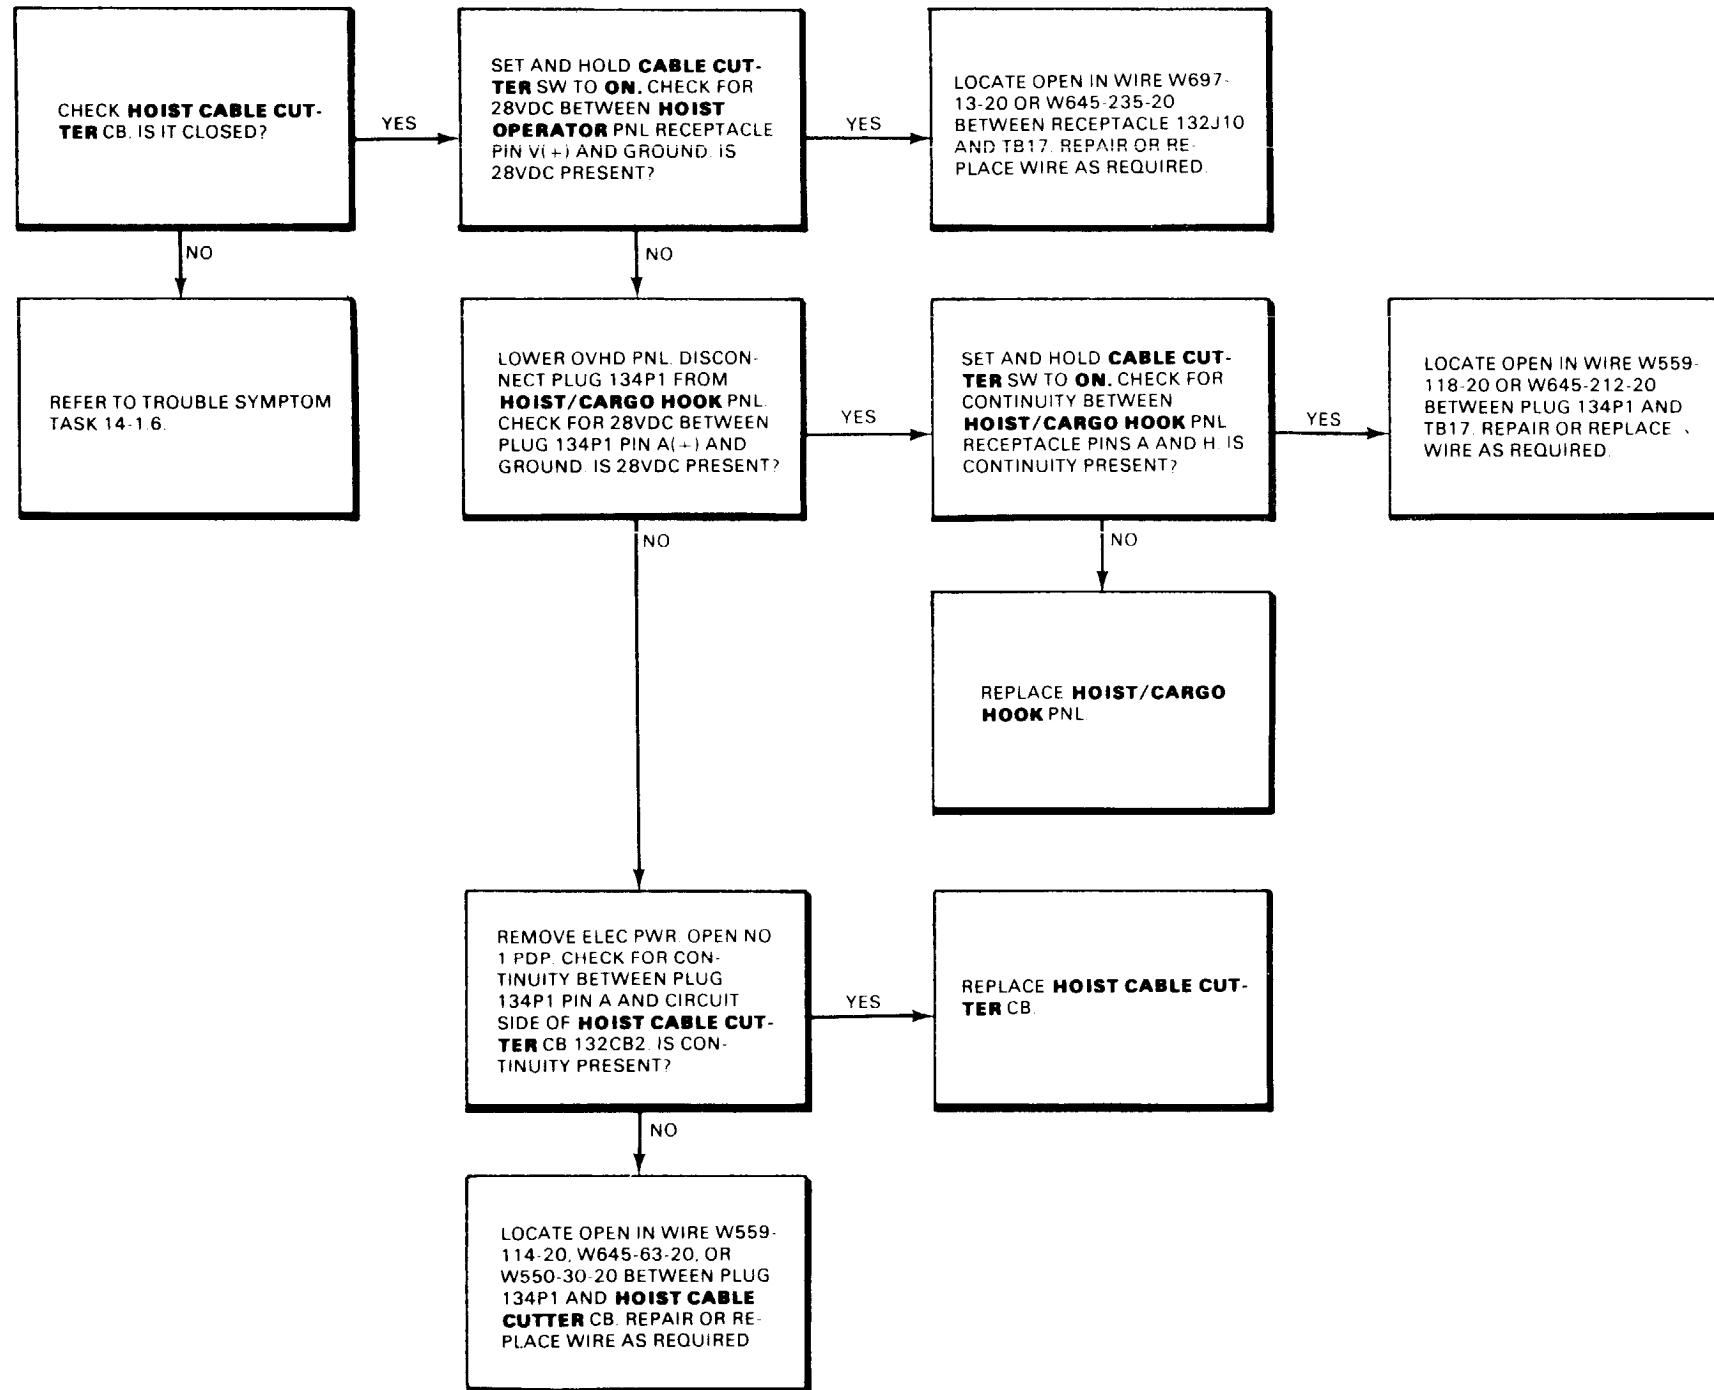 CHECK HOIST CABLE CUT-
TER CB. IS IT CLOSED?
YES
NO
SET AND HOLD CABLE CUT-
TER SW TO ON. CHECK FOR
28VDC BETWEEN HOIST
OPERATOR PNL RECEPTACLE
PIN V(+) AND GROUND. IS
28VDC PRESENT?
YES
NO
LOCATE OPEN IN WIRE W697-
13-20 OR W645-235-20
BETWEEN RECEPTACLE 132J10
AND TB17. REPAIR OR RE-
PLACE WIRE AS REQUIRED.
REFER TO TROUBLE SYMPTOM
TASK 14-1.6.
LOWER OVHD PNL. DISCON-
NECT PLUG 134P1 FROM
HOIST/CARGO HOOK PNL.
CHECK FOR 28VDC BETWEEN
PLUG 134P1 PIN A(+) AND
GROUND. IS 28VDC PRESENT?
YES
NO
SET AND HOLD CABLE CUT-
TER SW TO ON. CHECK FOR
CONTINUITY BETWEEN
HOIST/CARGO HOOK PNL
RECEPTACLE PINS A AND H. IS
CONTINUITY PRESENT?
YES
NO
LOCATE OPEN IN WIRE W559-
118-20 OR W645-212-20
BETWEEN PLUG 134P1 AND
TB17. REPAIR OR REPLACE
WIRE AS REQUIRED.
REPLACE HOIST/CARGO
HOOK PNL
REMOVE ELEC PWR. OPEN NO
1 PDP. CHECK FOR CON-
TINUITY BETWEEN PLUG
134P1 PIN A AND CIRCUIT
SIDE OF HOIST CABLE CUT-
TER CB 132CB2. IS CON-
TINUITY PRESENT?
YES
NO
REPLACE HOIST CABLE CUT-
TER CB.
LOCATE OPEN IN WIRE W559-
114-20, W645-63-20, OR
W550-30-20 BETWEEN PLUG
134P1 AND HOIST CABLE
CUTTER CB. REPAIR OR RE-
PLACE WIRE AS REQUIRED